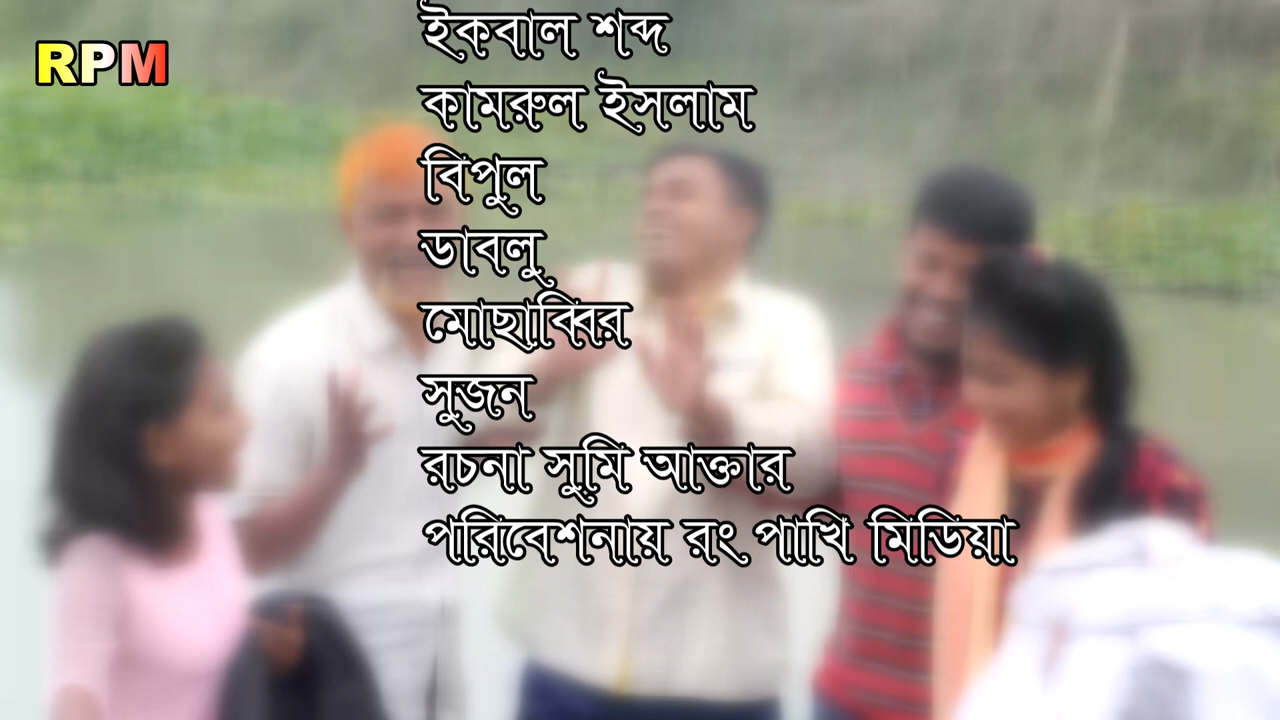 RPM
ইকবাল শব্দ
কামরুল ইসলাম
বিপুল
ডাবলু
মোছাব্বির
সুজন
রচনা সুমি আক্তার
পরিবেশনায় রং পাখি মিডিয়া